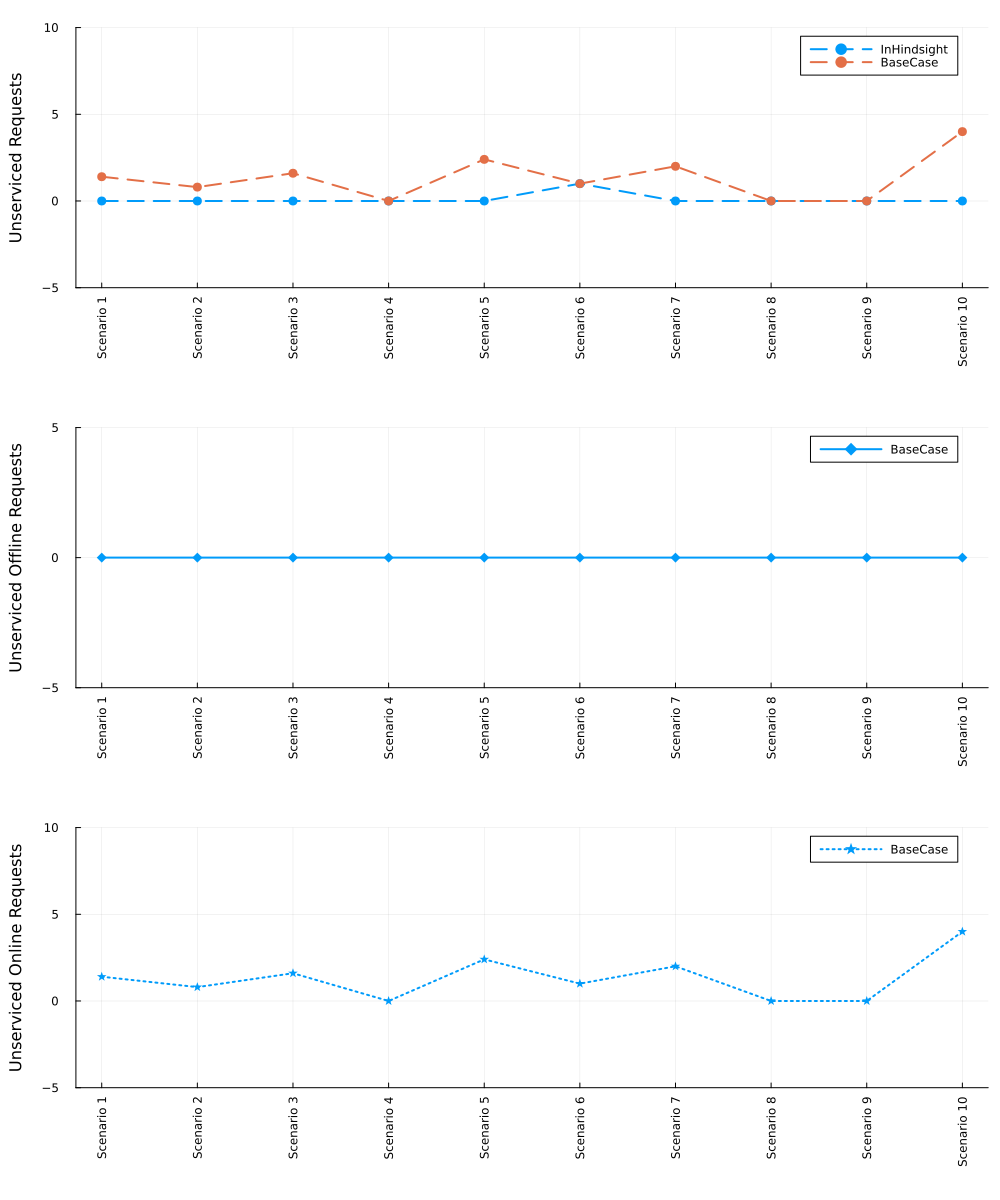 Unserviced Requests
10
5
0
−5
InHindsight
BaseCase
Scenario 1
Scenario 2
Scenario 3
Scenario 4
Scenario 5
Scenario 6
Scenario 7
Scenario 8
Scenario 9
Scenario 10
Unserviced Offline Requests
5
0
−5
BaseCase
Scenario 1
Scenario 2
Scenario 3
Scenario 4
Scenario 5
Scenario 6
Scenario 7
Scenario 8
Scenario 9
Scenario 10
Unserviced Online Requests
10
5
0
−5
BaseCase
Scenario 1
Scenario 2
Scenario 3
Scenario 4
Scenario 5
Scenario 6
Scenario 7
Scenario 8
Scenario 9
Scenario 10